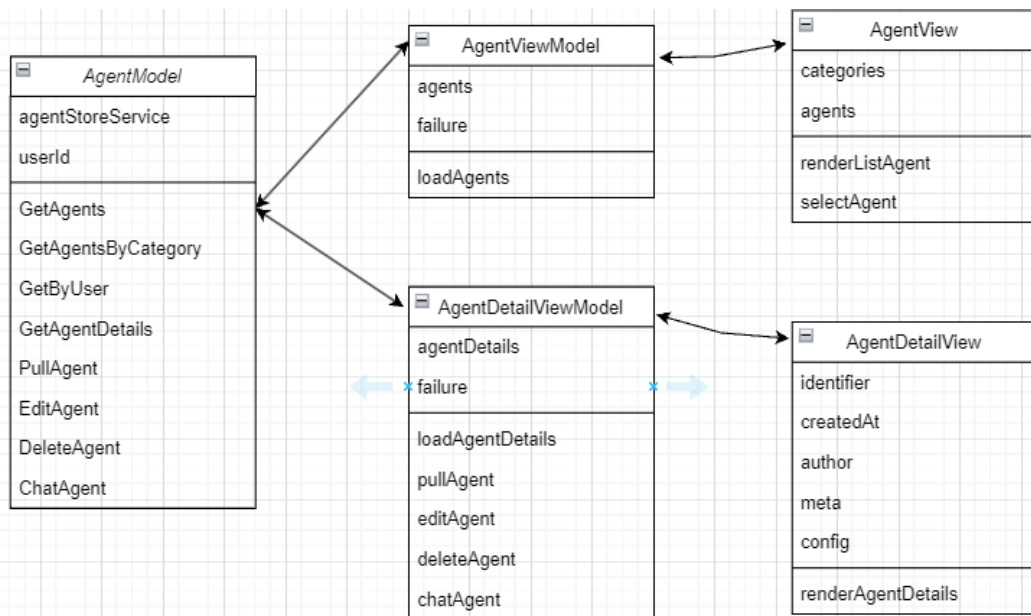 AgentModel
agentStoreService
userId
GetAgents
GetAgentsByCategory
GetByUser
GetAgentDetails
PullAgent
EditAgent
DeleteAgent
ChatAgent
AgentViewModel
agents
failure
loadAgents
AgentView
categories
agents
renderListAgent
selectAgent
AgentDetailViewModel
agentDetails
failure
loadAgentDetails
pullAgent
editAgent
deleteAgent
chatAgent
AgentDetailView
identifier
createdAt
author
meta
config
renderAgentDetails